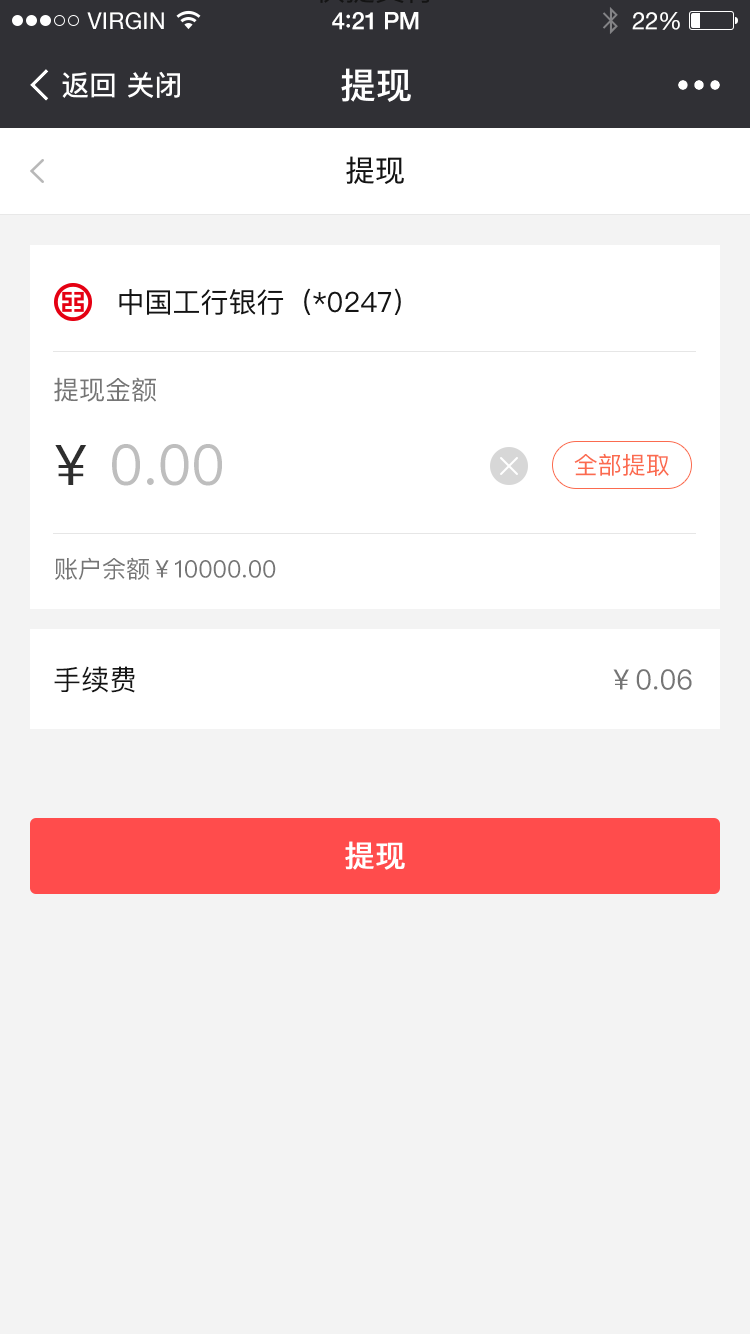 VIRGIN 4:21 PM 22%
返回 关闭 提现
提现
中国工行银行（*0247）
提现金额
¥ 0.00 全部提取
账户余额￥10000.00
手续费 ￥0.06
提现